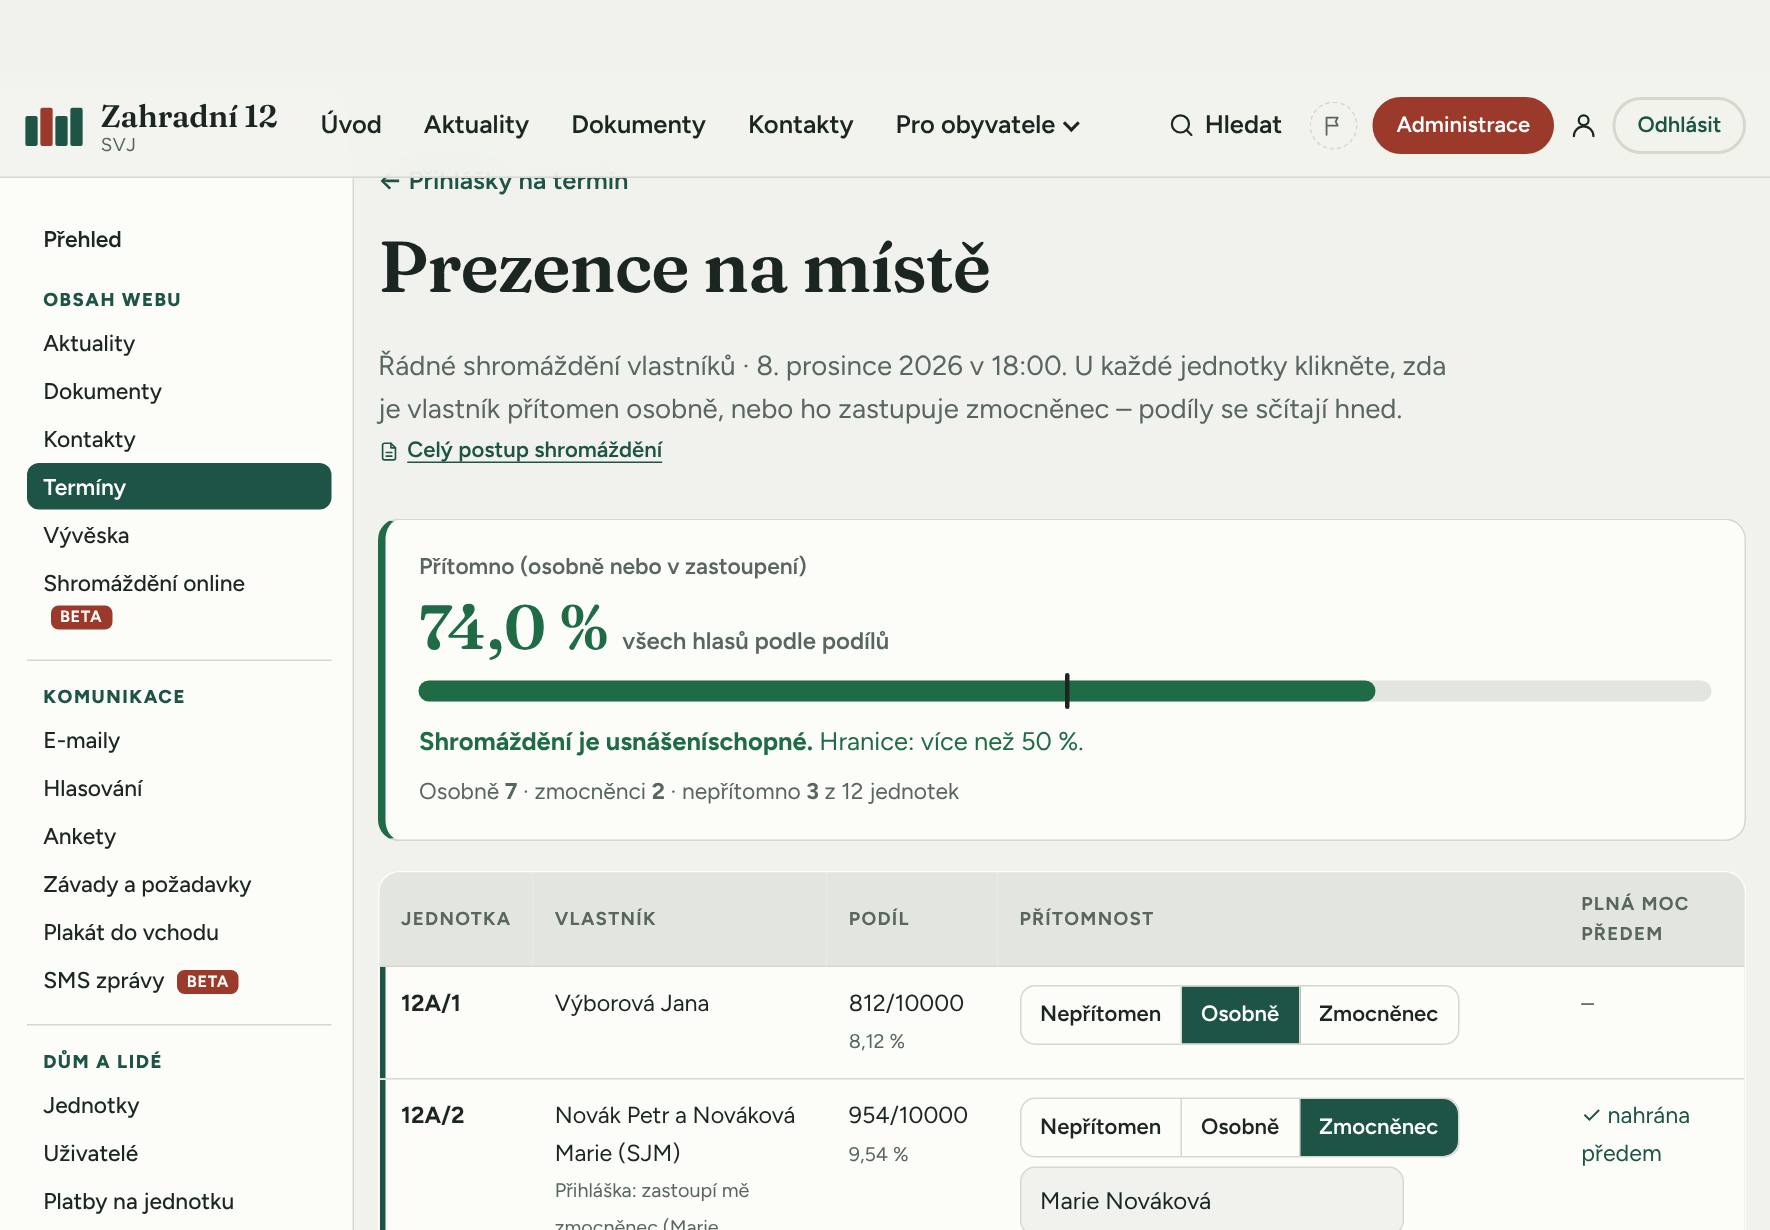 Zahradní 12
SVJ
Úvod
Aktuality
Dokumenty
Kontakty
Pro obyvatele
Hledat
Administrace
Odhlásit
Přehled
OBSAH WEBU
Aktuality
Dokumenty
Kontakty
Termíny
Vývěska
Shromáždění online
BETA
KOMUNIKACE
E-maily
Hlasování
Ankety
Závady a požadavky
Plakát do vchodu
SMS zprávy BETA
DŮM A LIDÉ
Jednotky
Uživatelé
Platby na jednotku
← Přihlášky na termín
Prezence na místě
Řádné shromáždění vlastníků · 8. prosince 2026 v 18:00. U každé jednotky klikněte, zda
je vlastník přítomen osobně, nebo ho zastupuje zmocněnec – podíly se sčítají hned.
Celý postup shromáždění
Přítomno (osobně nebo v zastoupení)
74,0 % všech hlasů podle podílů
Shromáždění je usnášeníschopné. Hranice: více než 50 %.
Osobně 7 · zmocněnci 2 · nepřítomno 3 z 12 jednotek
JEDNOTKA
VLASTNÍK
PODÍL
PŘÍTOMNOST
PLNÁ MOC
PŘEDEM
12A/1
Výborová Jana
812/10000
8,12 %
Nepřítomen
Osobně
Zmocněnec
–
12A/2
Novák Petr a Nováková
Marie (SJM)
Přihláška: zastoupí mě
zmocněnec (Marie
954/10000
9,54 %
Nepřítomen
Osobně
Zmocněnec
Marie Nováková
✓ nahrána
předem